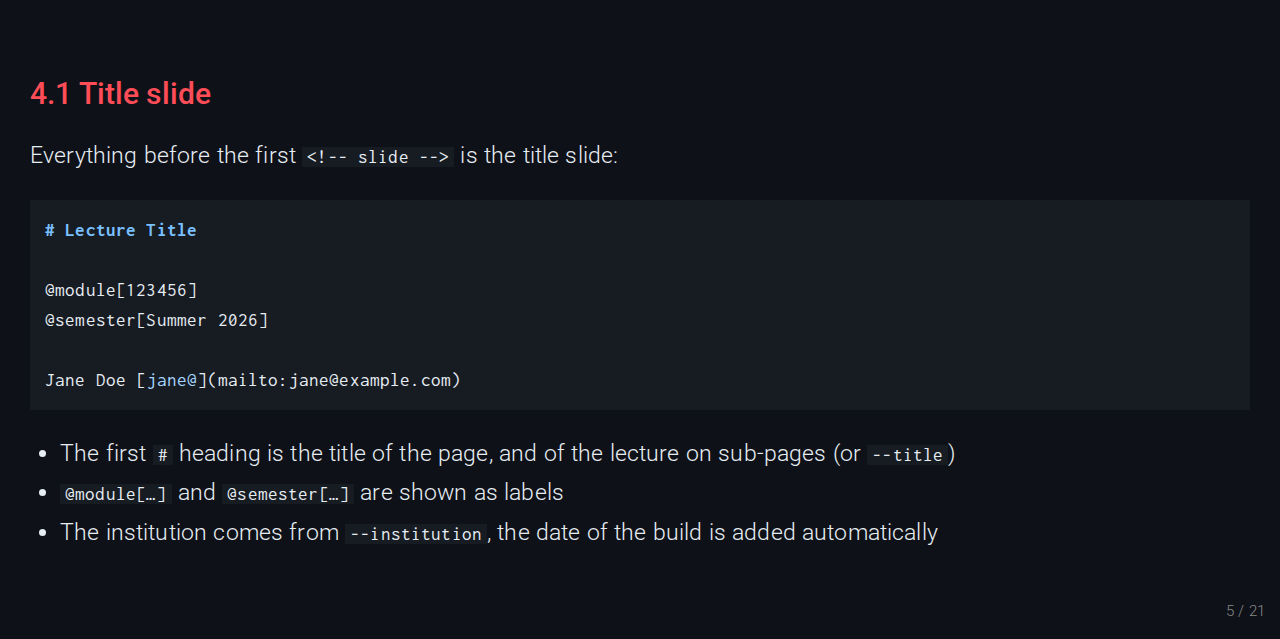 4.1 Title slide
Everything before the first <!-- slide --> is the title slide:
# Lecture Title
@module[123456]
@semester[Summer 2026]
Jane Doe [jane@](mailto:jane@example.com)
• The first # heading is the title of the page, and of the lecture on sub-pages (or --title)
• @module[…] and @semester[…] are shown as labels
• The institution comes from --institution, the date of the build is added automatically
5 / 21